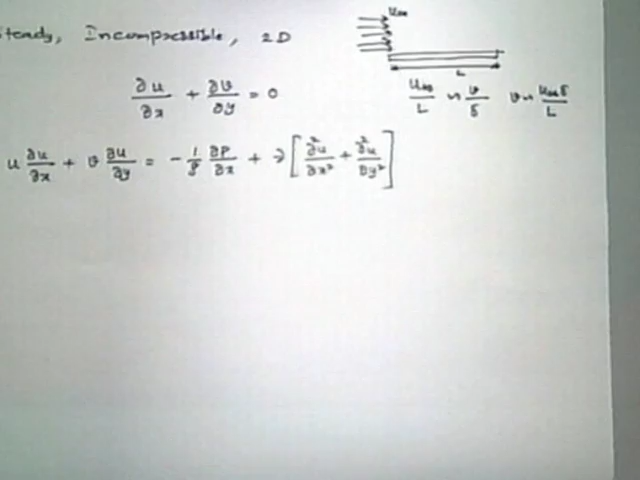 Steady, Incompressible, 2D
u∞
L
∂u/∂x + ∂v/∂y = 0
u∞/L ~ v/δ   v ~ u∞δ/L
u ∂u/∂x + v ∂u/∂y = - 1/ρ ∂P/∂x + ν [∂²u/∂x² + ∂²u/∂y²]